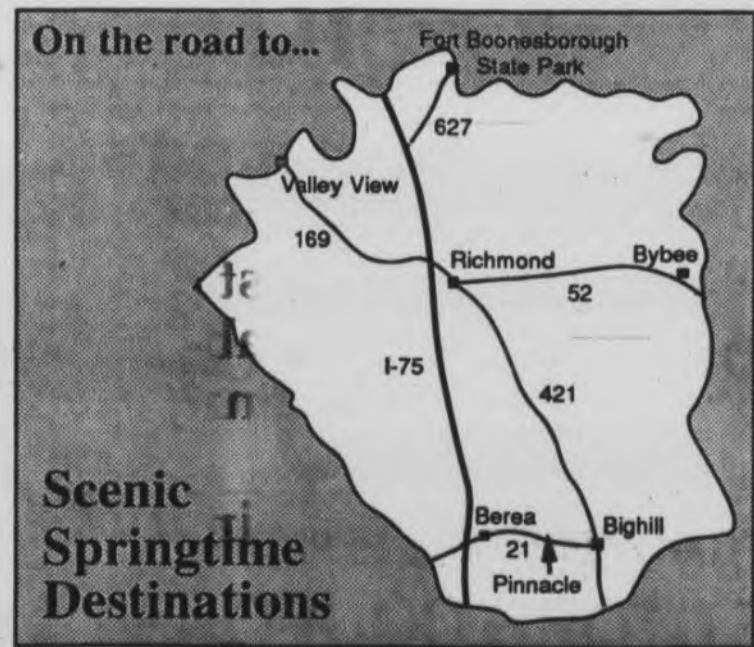 On the road to...
Fort Boonesborough
State Park
627
Valley View
169
Richmond
Bybee
52
I-75
421
Scenic
Springtime
Destinations
Berea
Bighill
21
Pinnacle